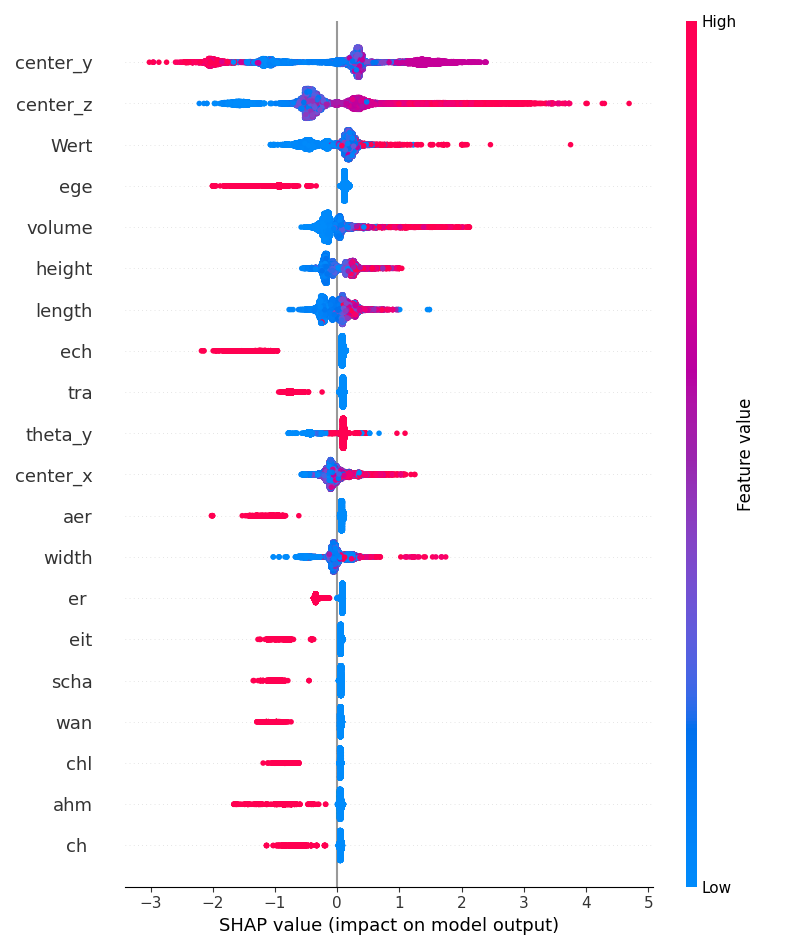 High
center_y
center_z
Wert
ege
volume
height
length
ech
tra
theta_y
center_x
aer
width
er
eit
scha
wan
chl
ahm
ch
Feature value
Low
−3 −2 −1 0 1 2 3 4 5
SHAP value (impact on model output)